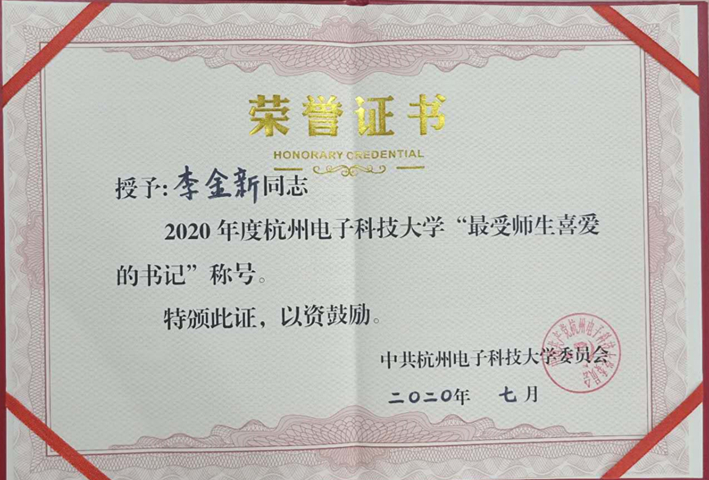 荣誉证书
HONORARY CREDENTIAL
授予:李金新同志
2020年度杭州电子科技大学“最受师生喜爱
的书记”称号。
特颁此证，以资鼓励。
中共杭州电子科技大学委员会
二〇二〇年 七月